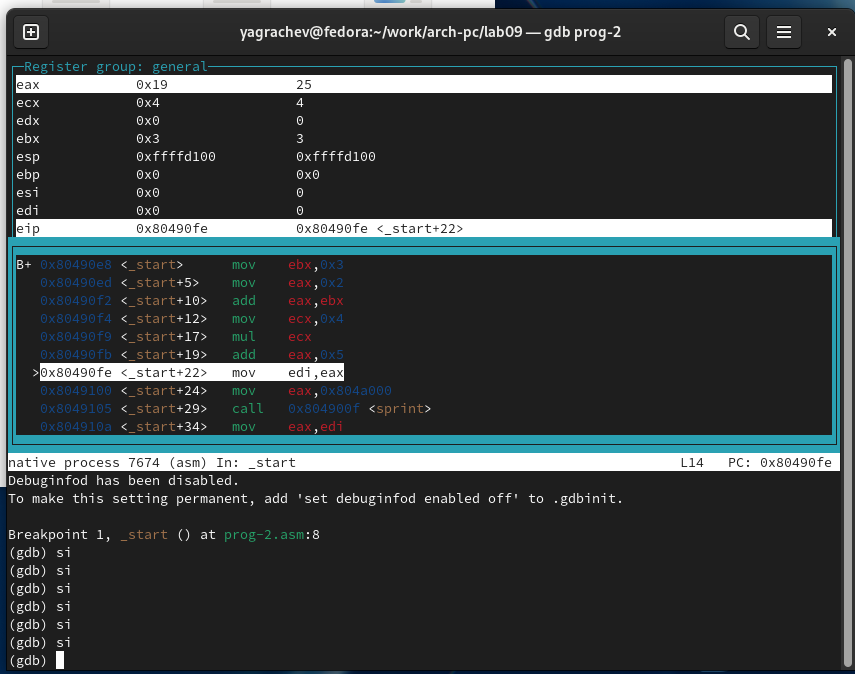 yagrachev@fedora:~/work/arch-pc/lab09 — gdb prog-2
Register group: general
eax 0x19 25
ecx 0x4 4
edx 0x0 0
ebx 0x3 3
esp 0xffffd100 0xffffd100
ebp 0x0 0x0
esi 0x0 0
edi 0x0 0
eip 0x80490fe 0x80490fe <_start+22>
B+ 0x80490e8 <_start> mov ebx,0x3
0x80490ed <_start+5> mov eax,0x2
0x80490f2 <_start+10> add eax,ebx
0x80490f4 <_start+12> mov ecx,0x4
0x80490f9 <_start+17> mul ecx
0x80490fb <_start+19> add eax,0x5
>0x80490fe <_start+22> mov edi,eax
0x8049100 <_start+24> mov eax,0x804a000
0x8049105 <_start+29> call 0x804900f <sprint>
0x804910a <_start+34> mov eax,edi
native process 7674 (asm) In: _start L14 PC: 0x80490fe
Debuginfod has been disabled.
To make this setting permanent, add 'set debuginfod enabled off' to .gdbinit.
Breakpoint 1, _start () at prog-2.asm:8
(gdb) si
(gdb) si
(gdb) si
(gdb) si
(gdb) si
(gdb) si
(gdb)